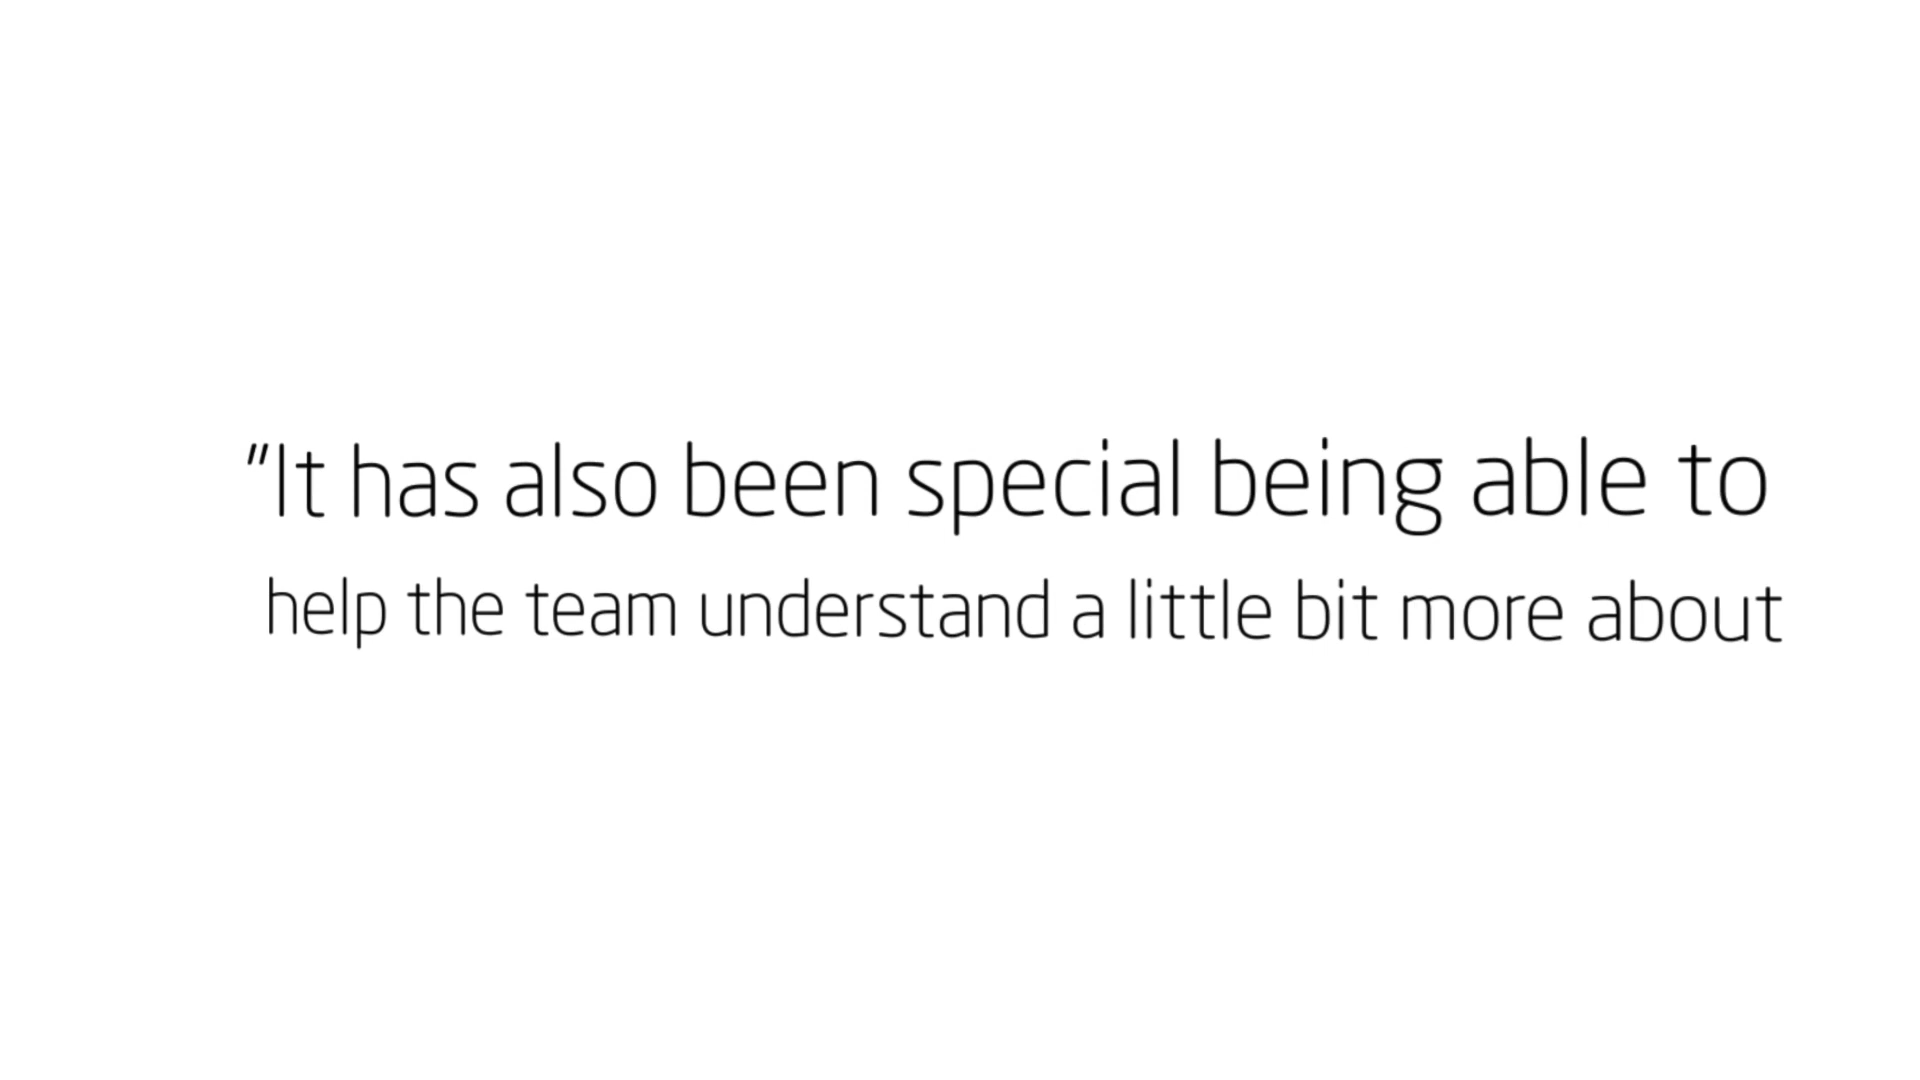 "It has also been special being able to
help the team understand a little bit more about